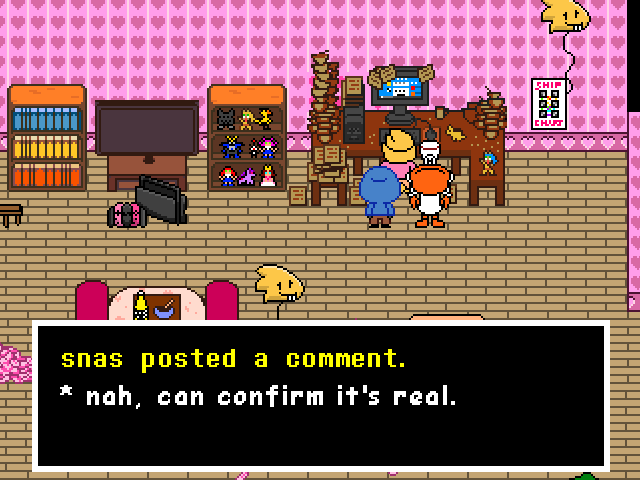 SHIP
CHART
snas posted a comment.
* nah, can confirm it's real.